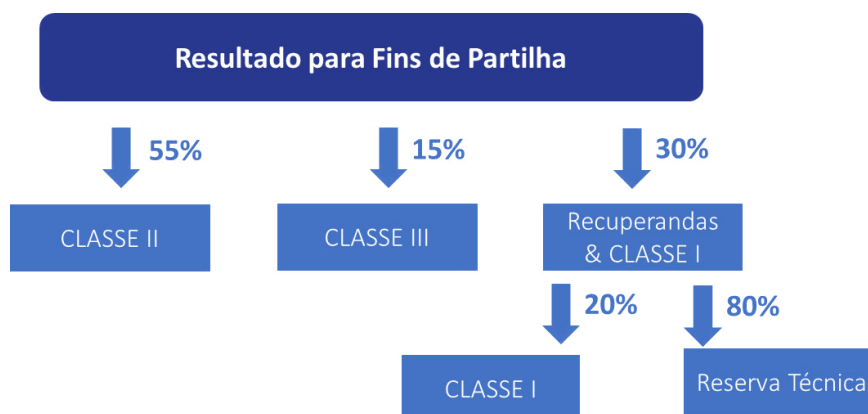 Resultado para Fins de Partilha
55%
15%
30%
CLASSE II
CLASSE III
Recuperandas
& CLASSE I
20%
80%
CLASSE I
Reserva Técnica